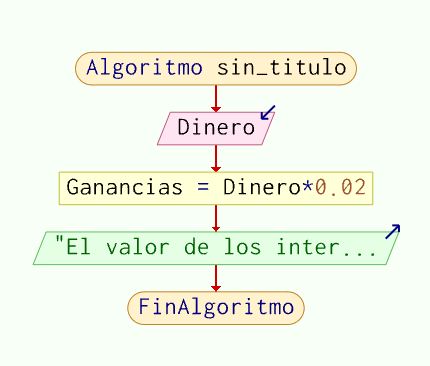 Algoritmo sin_titulo
Dinero
Ganancias = Dinero*0.02
"El valor de los inter...
FinAlgoritmo